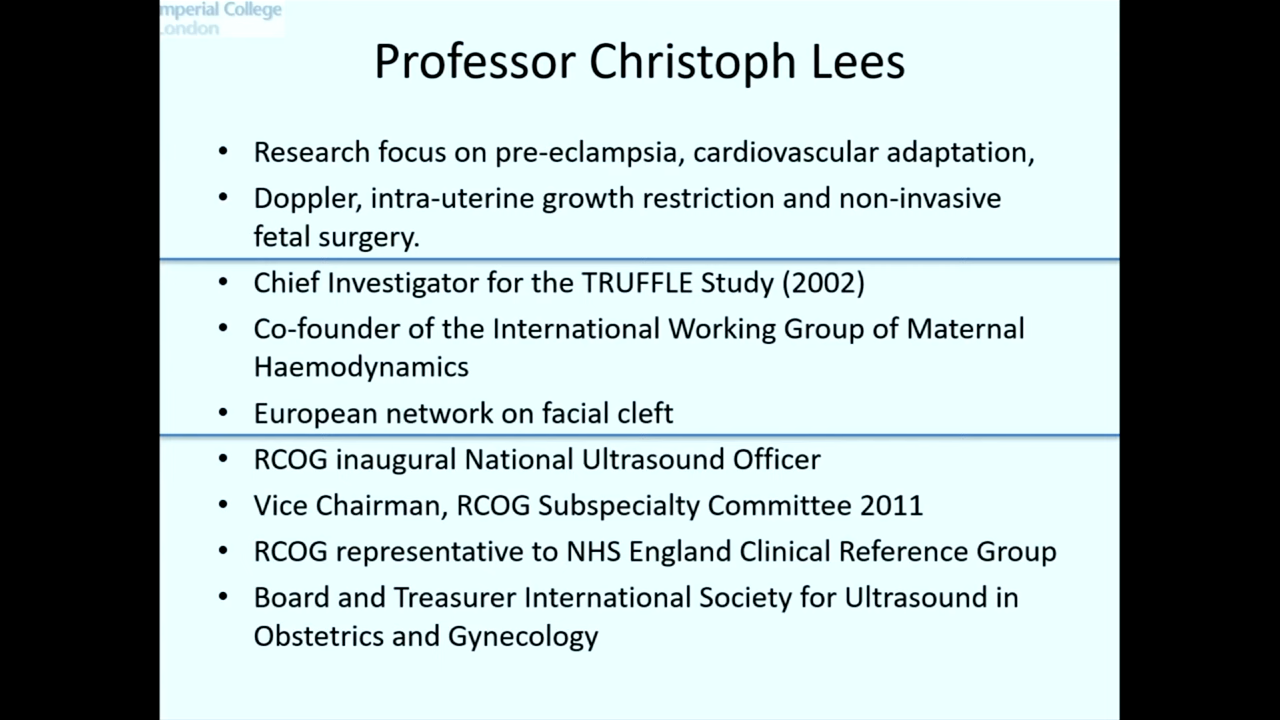 mperial College
London
Professor Christoph Lees
• Research focus on pre-eclampsia, cardiovascular adaptation,
• Doppler, intra-uterine growth restriction and non-invasive
fetal surgery.
• Chief Investigator for the TRUFFLE Study (2002)
• Co-founder of the International Working Group of Maternal
Haemodynamics
• European network on facial cleft
• RCOG inaugural National Ultrasound Officer
• Vice Chairman, RCOG Subspecialty Committee 2011
• RCOG representative to NHS England Clinical Reference Group
• Board and Treasurer International Society for Ultrasound in
Obstetrics and Gynecology